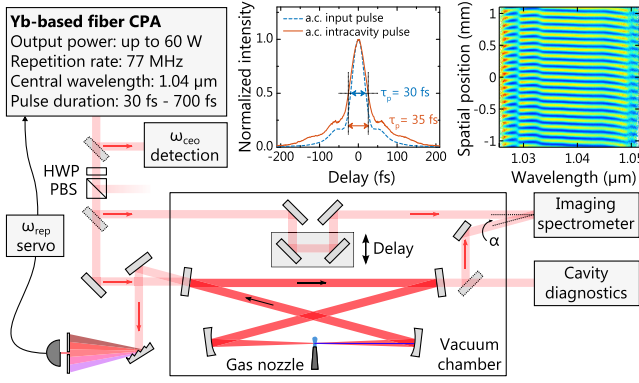 Yb-based fiber CPA
Output power: up to 60 W
Repetition rate: 77 MHz
Central wavelength: 1.04 µm
Pulse duration: 30 fs - 700 fs
ω_ceo
detection
HWP
PBS
ω_rep
servo
Normalized intensity
1.0
0.5
0.0
-200
-100
0
100
200
Delay (fs)
a.c. input pulse
a.c. intracavity pulse
τ_p = 30 fs
τ_p = 35 fs
Spatial position (mm)
1
0.5
0
-0.5
-1
1.03
1.04
1.05
Wavelength (µm)
Delay
α
Imaging
spectrometer
Cavity
diagnostics
Gas nozzle
Vacuum
chamber